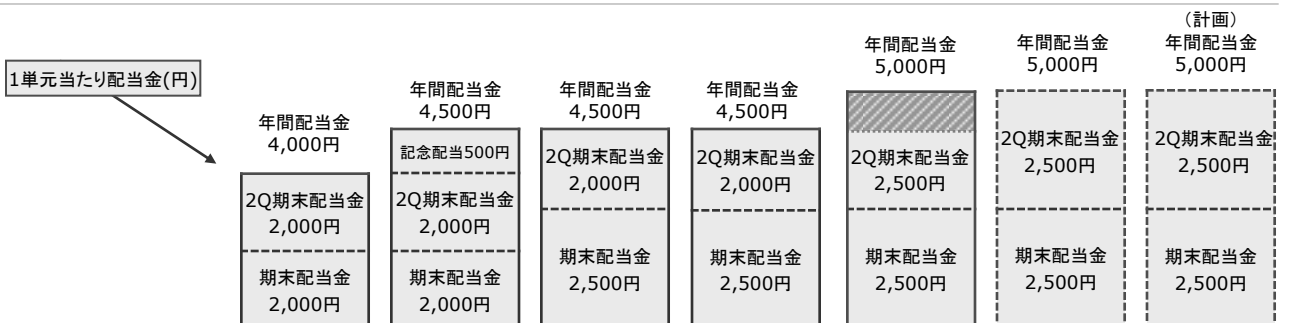 1単元当たり配当金(円)
年間配当金
4,000円
2Q期末配当金
2,000円
期末配当金
2,000円
年間配当金
4,500円
記念配当500円
2Q期末配当金
2,000円
期末配当金
2,000円
年間配当金
4,500円
2Q期末配当金
2,000円
期末配当金
2,500円
年間配当金
4,500円
2Q期末配当金
2,000円
期末配当金
2,500円
年間配当金
5,000円
2Q期末配当金
2,500円
期末配当金
2,500円
年間配当金
5,000円
2Q期末配当金
2,500円
期末配当金
2,500円
（計画）
年間配当金
5,000円
2Q期末配当金
2,500円
期末配当金
2,500円